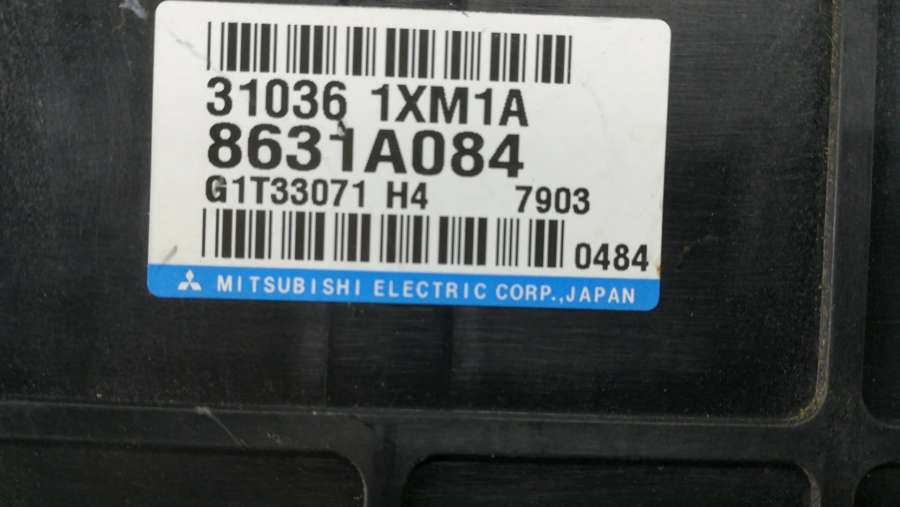 31036 1XM1A
8631A084
G1T33071 H4 7903
0484
MITSUBISHI ELECTRIC CORP.,JAPAN